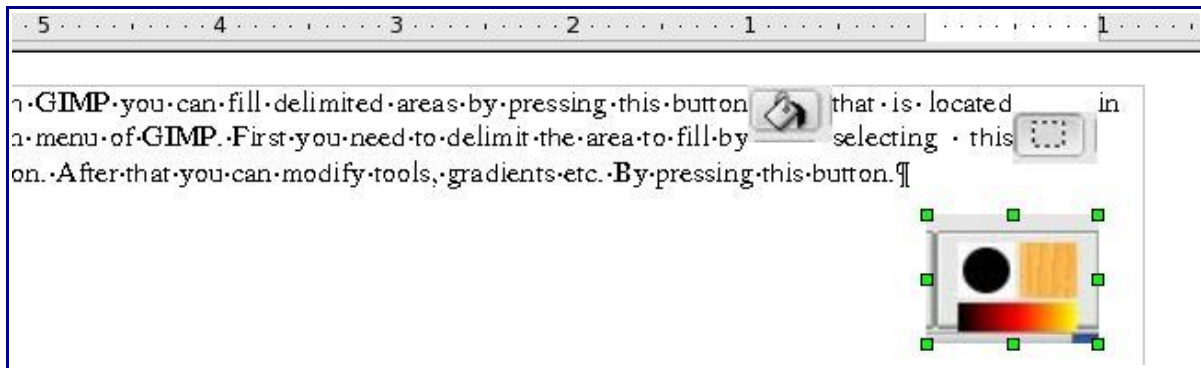 5 4 3 2 1 1
n GIMP you can fill delimited areas by pressing this button that is located in
n menu of GIMP. First you need to delimit the area to fill by selecting this
on. After that you can modify tools, gradients etc. By pressing this button.¶